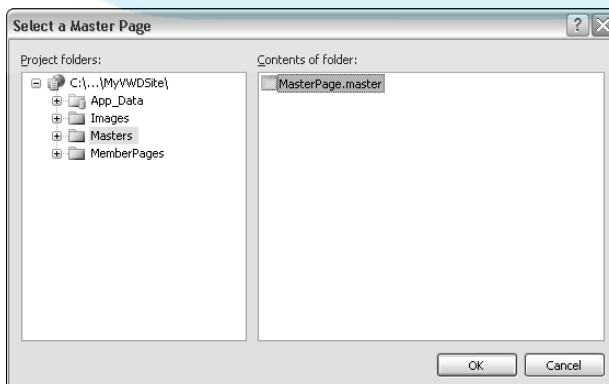 Select a Master Page
Project folders:
C:\...\MyVWDSite\
App_Data
Images
Masters
MemberPages
Contents of folder:
MasterPage.master
OK
Cancel